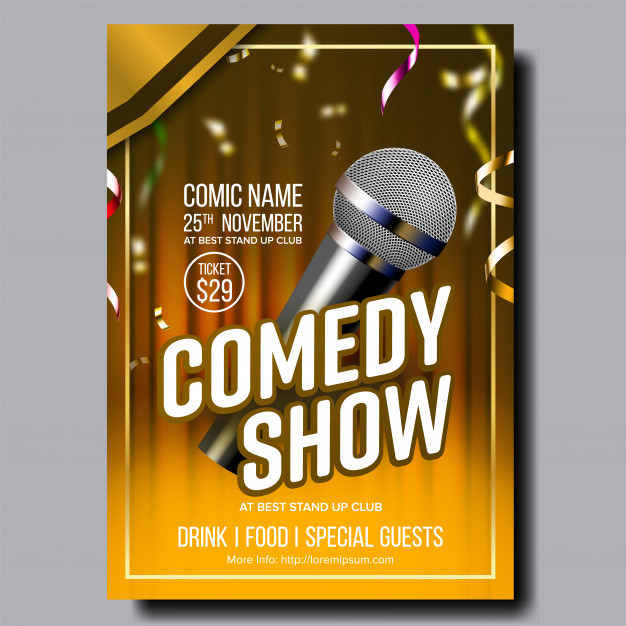 COMIC NAME
25TH NOVEMBER
AT BEST STAND UP CLUB
TICKET
$29
COMEDY
SHOW
AT BEST STAND UP CLUB
DRINK I FOOD I SPECIAL GUESTS
More Info: http://loremipsum.com